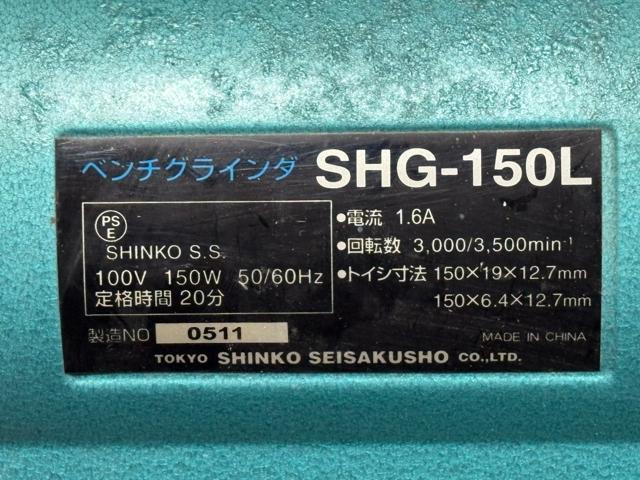 ベンチグラインダ SHG-150L
PS
E
SHINKO S.S.
100V 150W 50/60Hz
定格時間 20分
●電流 1.6A
●回転数 3,000/3,500min⁻¹
●トイシ寸法 150×19×12.7mm
150×6.4×12.7mm
製造NO 0511
MADE IN CHINA
TOKYO SHINKO SEISAKUSHO CO.,LTD.